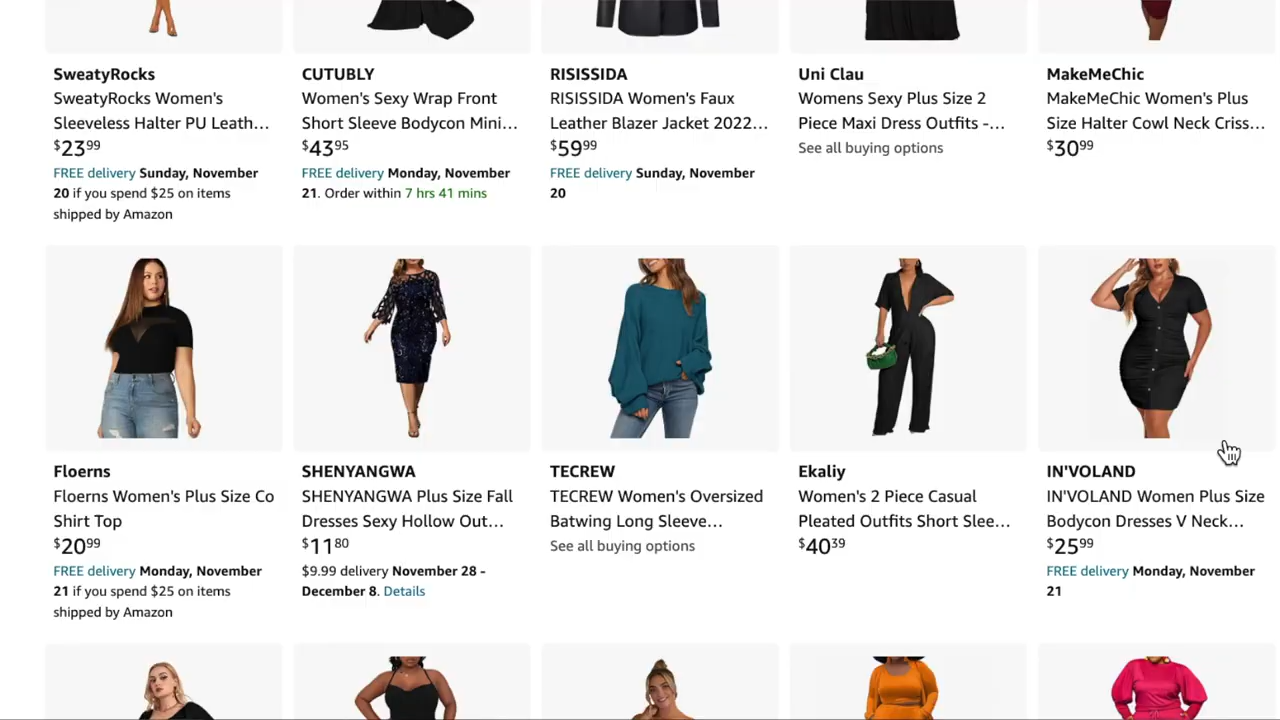 SweatyRocks
SweatyRocks Women's
Sleeveless Halter PU Leath...
$23.99
FREE delivery Sunday, November
20 if you spend $25 on items
shipped by Amazon
CUTUBLY
Women's Sexy Wrap Front
Short Sleeve Bodycon Mini...
$43.95
FREE delivery Monday, November
21. Order within 7 hrs 41 mins
RISISSIDA
RISISSIDA Women's Faux
Leather Blazer Jacket 2022...
$59.99
FREE delivery Sunday, November
20
Uni Clau
Womens Sexy Plus Size 2
Piece Maxi Dress Outfits -...
See all buying options
MakeMeChic
MakeMeChic Women's Plus
Size Halter Cowl Neck Criss...
$30.99
Floerns
Floerns Women's Plus Size Co
Shirt Top
$20.99
FREE delivery Monday, November
21 if you spend $25 on items
shipped by Amazon
SHENYANGWA
SHENYANGWA Plus Size Fall
Dresses Sexy Hollow Out...
$11.80
$9.99 delivery November 28 -
December 8. Details
TECREW
TECREW Women's Oversized
Batwing Long Sleeve...
See all buying options
Ekaliy
Women's 2 Piece Casual
Pleated Outfits Short Slee...
$40.39
IN'VOLAND
IN'VOLAND Women Plus Size
Bodycon Dresses V Neck...
$25.99
FREE delivery Monday, November
21